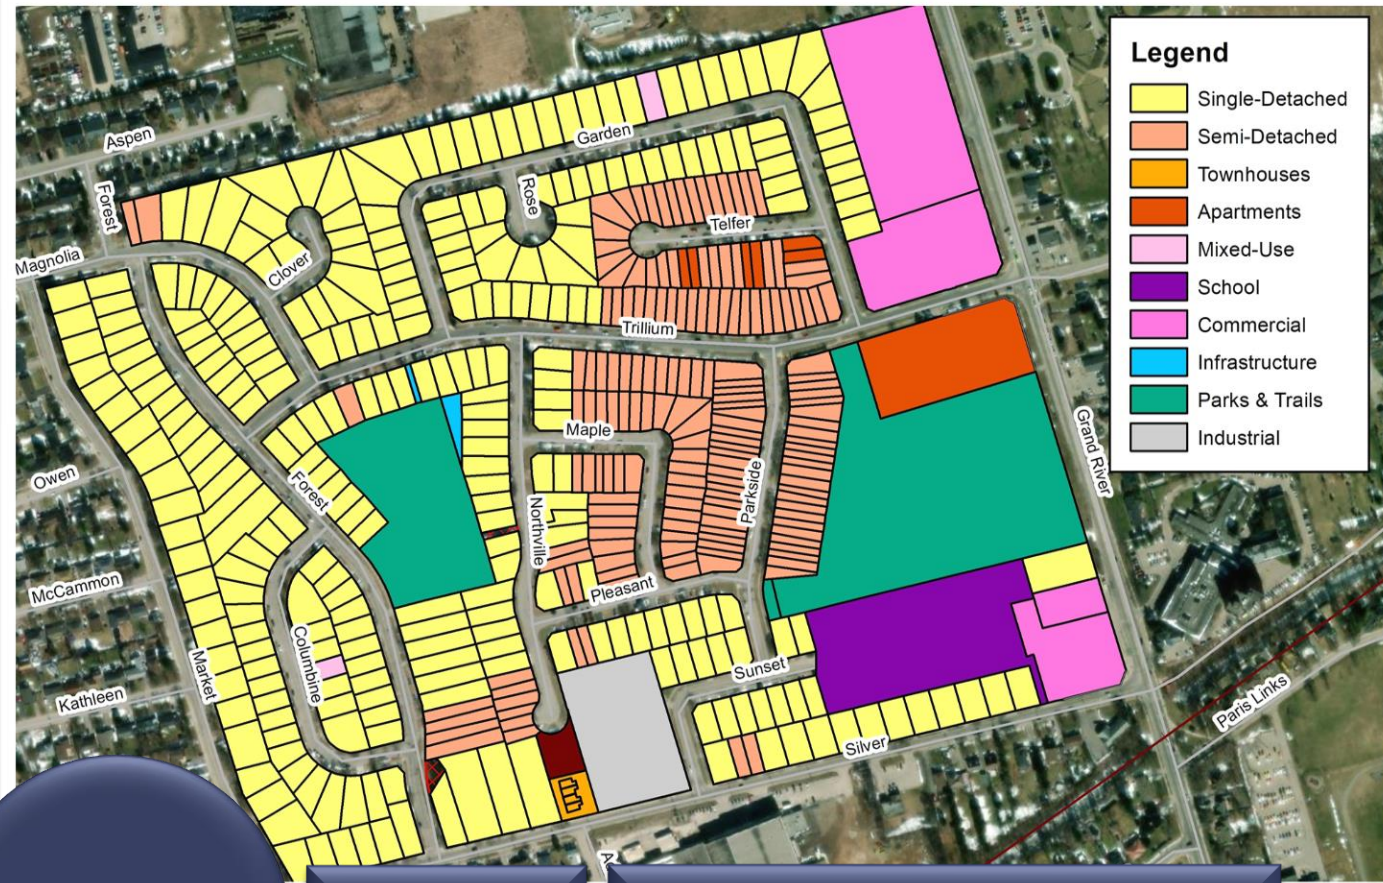 Legend
Single-Detached
Semi-Detached
Townhouses
Apartments
Mixed-Use
School
Commercial
Infrastructure
Parks & Trails
Industrial
Aspen
Garden
Forest
Rose
Telfer
Magnolia
Clover
Trillium
Maple
Grand River
Owen
Forest
Northville
Parkside
McCammon
Pleasant
Columbine
Market
Sunset
Kathleen
Paris Links
Silver